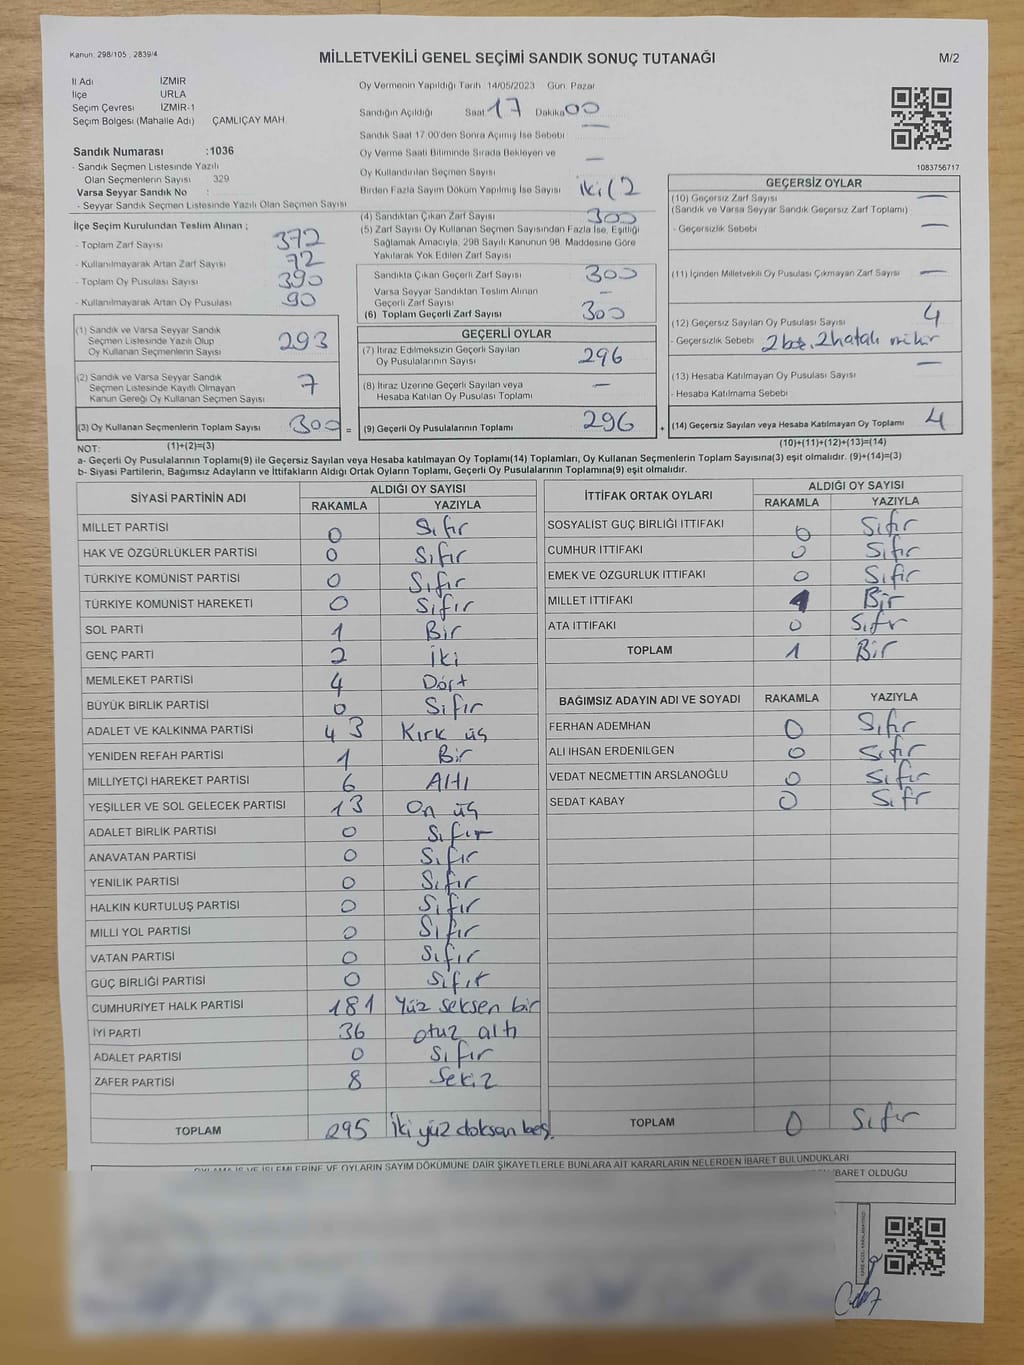 Kanun: 298/105 , 2839/4
MİLLETVEKİLİ GENEL SEÇİMİ SANDIK SONUÇ TUTANAĞI
M/2
İl Adı İZMİR
İlçe URLA
Seçim Çevresi İZMİR-1
Seçim Bölgesi (Mahalle Adı) ÇAMLIÇAY MAH.
Sandık Numarası :1036
- Sandık Seçmen Listesinde Yazılı
Olan Seçmenlerin Sayısı : 329
Varsa Seyyar Sandık No :
- Seyyar Sandık Seçmen Listesinde Yazılı Olan Seçmen Sayısı
Oy Vermenin Yapıldığı Tarih :14/05/2023 Gün: Pazar
Sandığın Açıldığı Saat 17 Dakika 00
Sandık Saat 17.00'den Sonra Açımış İse Sebebi —
Oy Verme Saati Bitiminde Sırada Bekleyen ve
Oy Kullandırılan Seçmen Sayısı —
Birden Fazla Sayım Döküm Yapılmış İse Sayısı iki (2
1083756717
İlçe Seçim Kurulundan Teslim Alınan ;
- Toplam Zarf Sayısı 372
- Kullanılmayarak Artan Zarf Sayısı 72
- Toplam Oy Pusulası Sayısı 390
- Kullanılmayarak Artan Oy Pusulası 90
(1) Sandık ve Varsa Seyyar Sandık
Seçmen Listesinde Yazılı Olup
Oy Kullanan Seçmenlerin Sayısı 293
(2) Sandık ve Varsa Seyyar Sandık
Seçmen Listesinde Kayıtlı Olmayan
Kanun Gereği Oy Kullanan Seçmen Sayısı 7
(3) Oy Kullanan Seçmenlerin Toplam Sayısı 300 =
(4) Sandıktan Çıkan Zarf Sayısı 300
(5) Zarf Sayısı Oy Kullanan Seçmen Sayısından Fazla İse, Eşitliği
Sağlamak Amacıyla, 298 Sayılı Kanunun 98. Maddesine Göre
Yakılarak Yok Edilen Zarf Sayısı
Sandıkta Çıkan Geçerli Zarf Sayısı 300
Varsa Seyyar Sandıktan Teslim Alınan
Geçerli Zarf Sayısı —
(6) Toplam Geçerli Zarf Sayısı 300
GEÇERLİ OYLAR
(7) İtiraz Edilmeksizin Geçerli Sayılan
Oy Pusulalarının Sayısı 296
(8) İtiraz Üzerine Geçerli Sayılan veya
Hesaba Katılan Oy Pusulası Toplamı —
(9) Geçerli Oy Pusulalarının Toplamı 296 +
GEÇERSİZ OYLAR
(10) Geçersiz Zarf Sayısı —
(Sandık ve Varsa Seyyar Sandık Geçersiz Zarf Toplamı)
- Geçersizlik Sebebi : —
(11) İçinden Milletvekili Oy Pusulası Çıkmayan Zarf Sayısı —
(12) Geçersiz Sayılan Oy Pusulası Sayısı 4
- Geçersizlik Sebebi : 2 boş, 2 hatalı mühür
(13) Hesaba Katılmayan Oy Pusulası Sayısı —
- Hesaba Katılmama Sebebi :
(14) Geçersiz Sayılan veya Hesaba Katılmayan Oy Toplamı 4
NOT: (1)+(2)=(3) (10)+(11)+(12)+(13)=(14)
a- Geçerli Oy Pusulalarının Toplamı(9) ile Geçersiz Sayılan veya Hesaba Katılmayan Oy Toplamı(14) Toplamları, Oy Kullanan Seçmenlerin Toplam Sayısına(3) eşit olmalıdır. (9)+(14)=(3)
b- Siyasi Partilerin, Bağımsız Adayların ve İttifakların Aldığı Ortak Oyların Toplamı, Geçerli Oy Pusulalarının Toplamına(9) eşit olmalıdır.
SİYASİ PARTİNİN ADI ALDIĞI OY SAYISI
RAKAMLA YAZIYLA
MİLLET PARTİSİ 0 Sıfır
HAK VE ÖZGÜRLÜKLER PARTİSİ 0 Sıfır
TÜRKİYE KOMÜNİST PARTİSİ 0 Sıfır
TÜRKİYE KOMÜNİST HAREKETİ 0 Sıfır
SOL PARTİ 1 Bir
GENÇ PARTİ 2 İki
MEMLEKET PARTİSİ 4 Dört
BÜYÜK BİRLİK PARTİSİ 0 Sıfır
ADALET VE KALKINMA PARTİSİ 43 Kırk üç
YENİDEN REFAH PARTİSİ 1 Bir
MİLLİYETÇİ HAREKET PARTİSİ 6 Altı
YEŞİLLER VE SOL GELECEK PARTİSİ 13 On üç
ADALET BİRLİK PARTİSİ 0 Sıfır
ANAVATAN PARTİSİ 0 Sıfır
YENİLİK PARTİSİ 0 Sıfır
HALKIN KURTULUŞ PARTİSİ 0 Sıfır
MİLLİ YOL PARTİSİ 0 Sıfır
VATAN PARTİSİ 0 Sıfır
GÜÇ BİRLİĞİ PARTİSİ 0 Sıfır
CUMHURİYET HALK PARTİSİ 181 Yüz seksen bir
İYİ PARTİ 36 otuz altı
ADALET PARTİSİ 0 Sıfır
ZAFER PARTİSİ 8 Sekiz
TOPLAM 295 İki yüz doksan beş
İTTİFAK ORTAK OYLARI ALDIĞI OY SAYISI
RAKAMLA YAZIYLA
SOSYALİST GÜÇ BİRLİĞİ İTTİFAKI 0 Sıfır
CUMHUR İTTİFAKI 0 Sıfır
EMEK VE ÖZGÜRLÜK İTTİFAKI 0 Sıfır
MİLLET İTTİFAKI 1 Bir
ATA İTTİFAKI 0 Sıfr
TOPLAM 1 Bir
BAĞIMSIZ ADAYIN ADI VE SOYADI RAKAMLA YAZIYLA
FERHAN ADEMHAN 0 Sıfır
ALİ İHSAN ERDENİLGEN 0 Sıfır
VEDAT NECMETTİN ARSLANOĞLU 0 Sıfır
SEDAT KABAY 0 Sıfr
TOPLAM 0 Sıfır
OYLAMA İŞ VE İŞLEMLERİNE VE OYLARIN SAYIM DÖKÜMÜNE DAİR ŞİKAYETLERLE BUNLARA AİT KARARLARIN NELERDEN İBARET BULUNDUKLARI
İBARET OLDUĞU